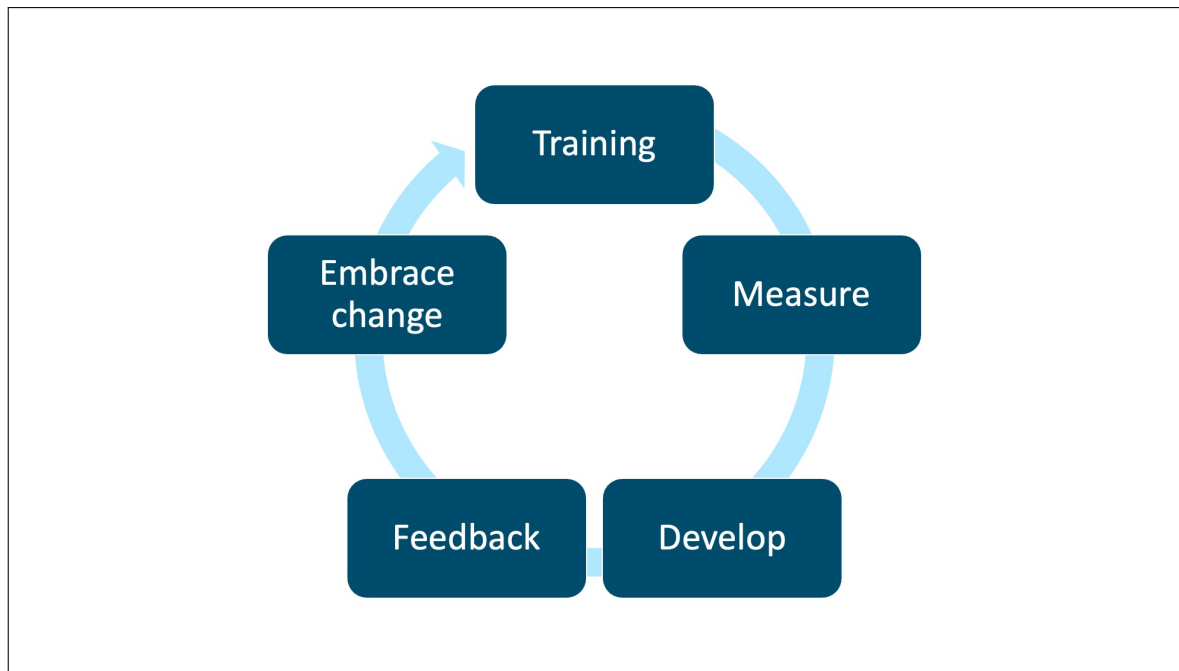 Training
Measure
Develop
Feedback
Embrace
change